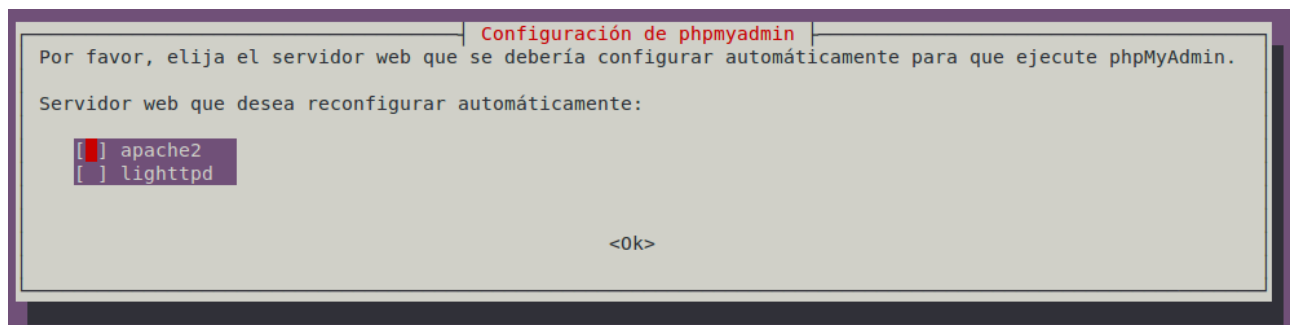 Configuración de phpmyadmin
Por favor, elija el servidor web que se debería configurar automáticamente para que ejecute phpMyAdmin.
Servidor web que desea reconfigurar automáticamente:
[ ] apache2
[ ] lighttpd
<Ok>